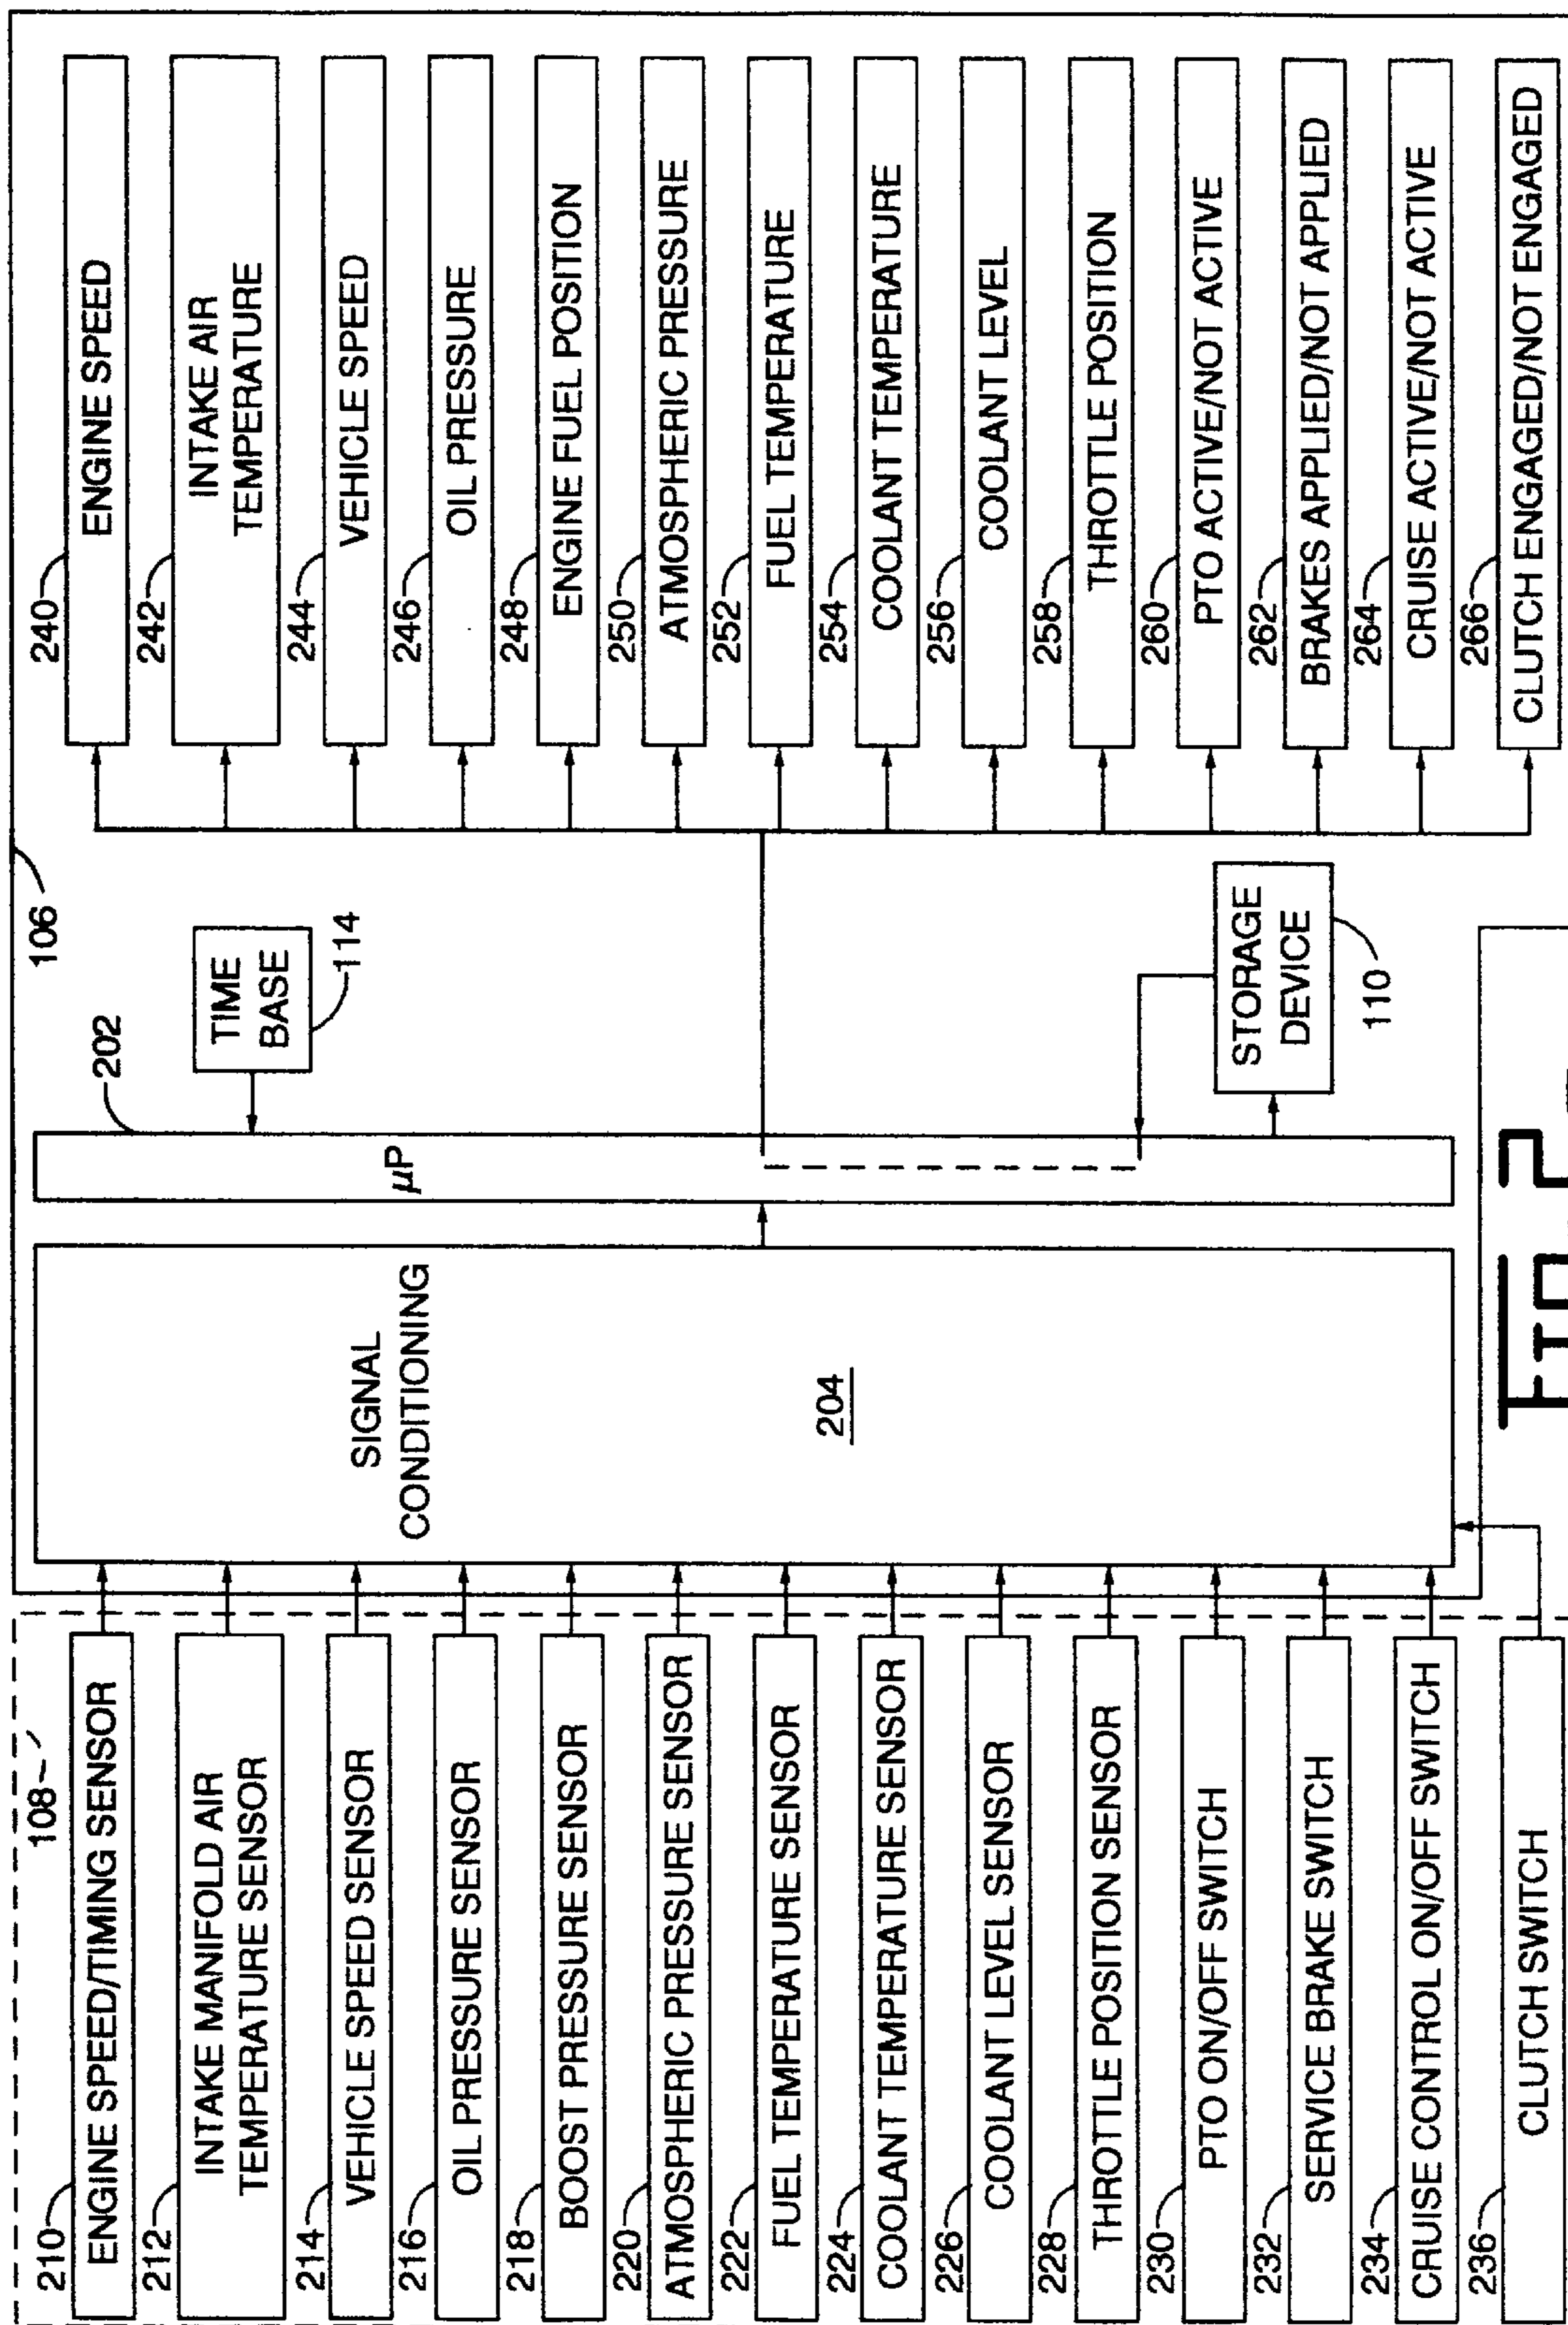 108
210
ENGINE SPEED/TIMING SENSOR
212
INTAKE MANIFOLD AIR
TEMPERATURE SENSOR
214
VEHICLE SPEED SENSOR
216
OIL PRESSURE SENSOR
218
BOOST PRESSURE SENSOR
220
ATMOSPHERIC PRESSURE SENSOR
222
FUEL TEMPERATURE SENSOR
224
COOLANT TEMPERATURE SENSOR
226
COOLANT LEVEL SENSOR
228
THROTTLE POSITION SENSOR
230
PTO ON/OFF SWITCH
232
SERVICE BRAKE SWITCH
234
CRUISE CONTROL ON/OFF SWITCH
236
CLUTCH SWITCH
SIGNAL
CONDITIONING
204
202
µP
106
TIME
BASE
114
STORAGE
DEVICE
110
240
ENGINE SPEED
242
INTAKE AIR
TEMPERATURE
244
VEHICLE SPEED
246
OIL PRESSURE
248
ENGINE FUEL POSITION
250
ATMOSPHERIC PRESSURE
252
FUEL TEMPERATURE
254
COOLANT TEMPERATURE
256
COOLANT LEVEL
258
THROTTLE POSITION
260
PTO ACTIVE/NOT ACTIVE
262
BRAKES APPLIED/NOT APPLIED
264
CRUISE ACTIVE/NOT ACTIVE
266
CLUTCH ENGAGED/NOT ENGAGED